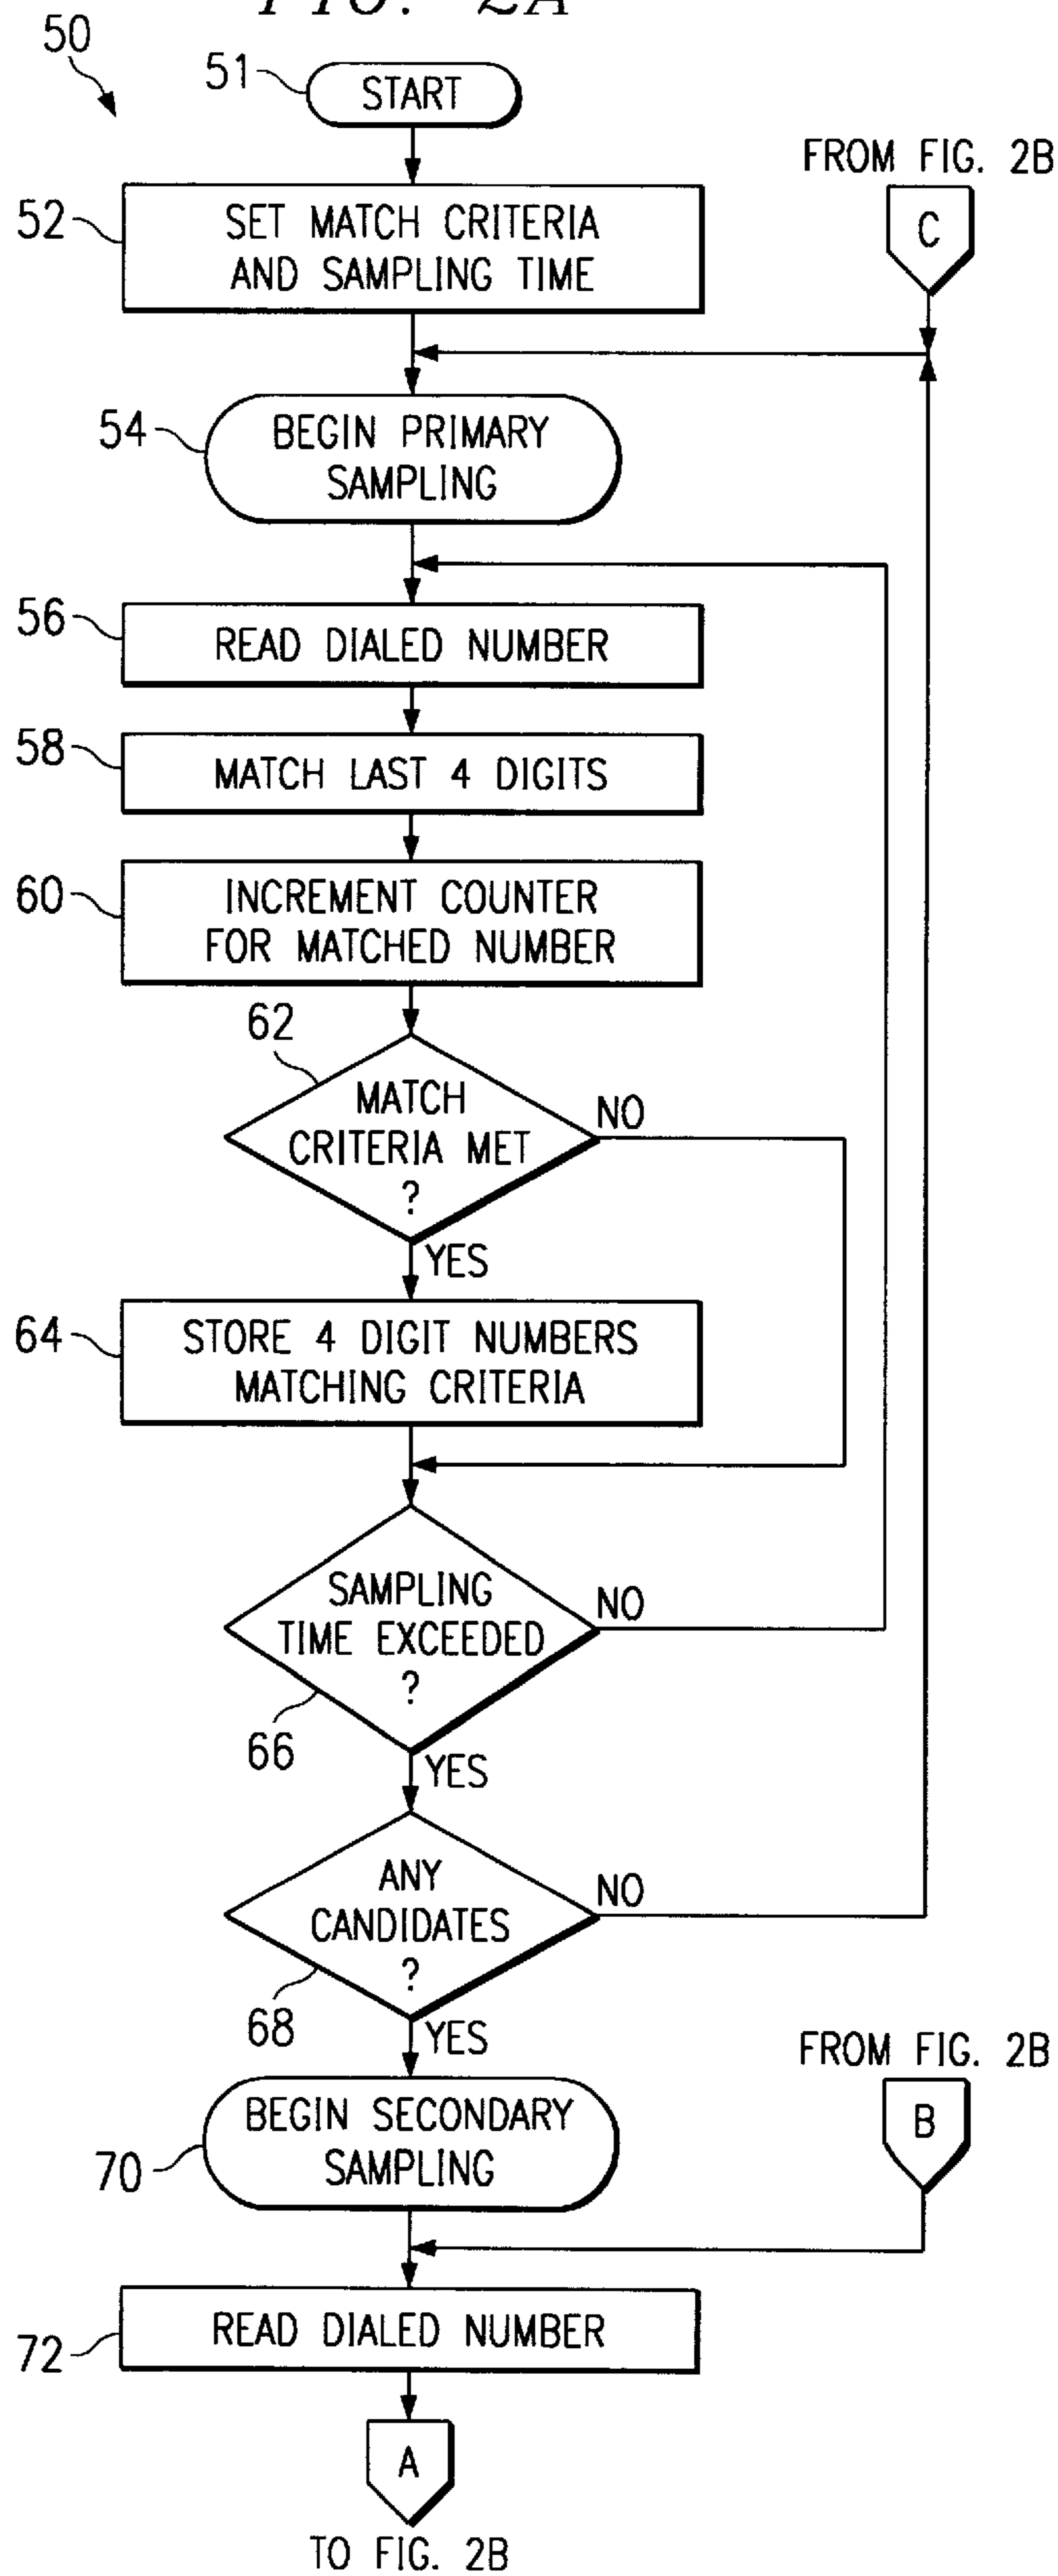 FIG. 2A
50
51
START
FROM FIG. 2B
C
52
SET MATCH CRITERIA
AND SAMPLING TIME
54
BEGIN PRIMARY
SAMPLING
56
READ DIALED NUMBER
58
MATCH LAST 4 DIGITS
60
INCREMENT COUNTER
FOR MATCHED NUMBER
62
MATCH
CRITERIA MET
?
NO
YES
64
STORE 4 DIGIT NUMBERS
MATCHING CRITERIA
SAMPLING
TIME EXCEEDED
?
NO
66
YES
ANY
CANDIDATES
?
NO
68
YES
FROM FIG. 2B
B
70
BEGIN SECONDARY
SAMPLING
72
READ DIALED NUMBER
A
TO FIG. 2B